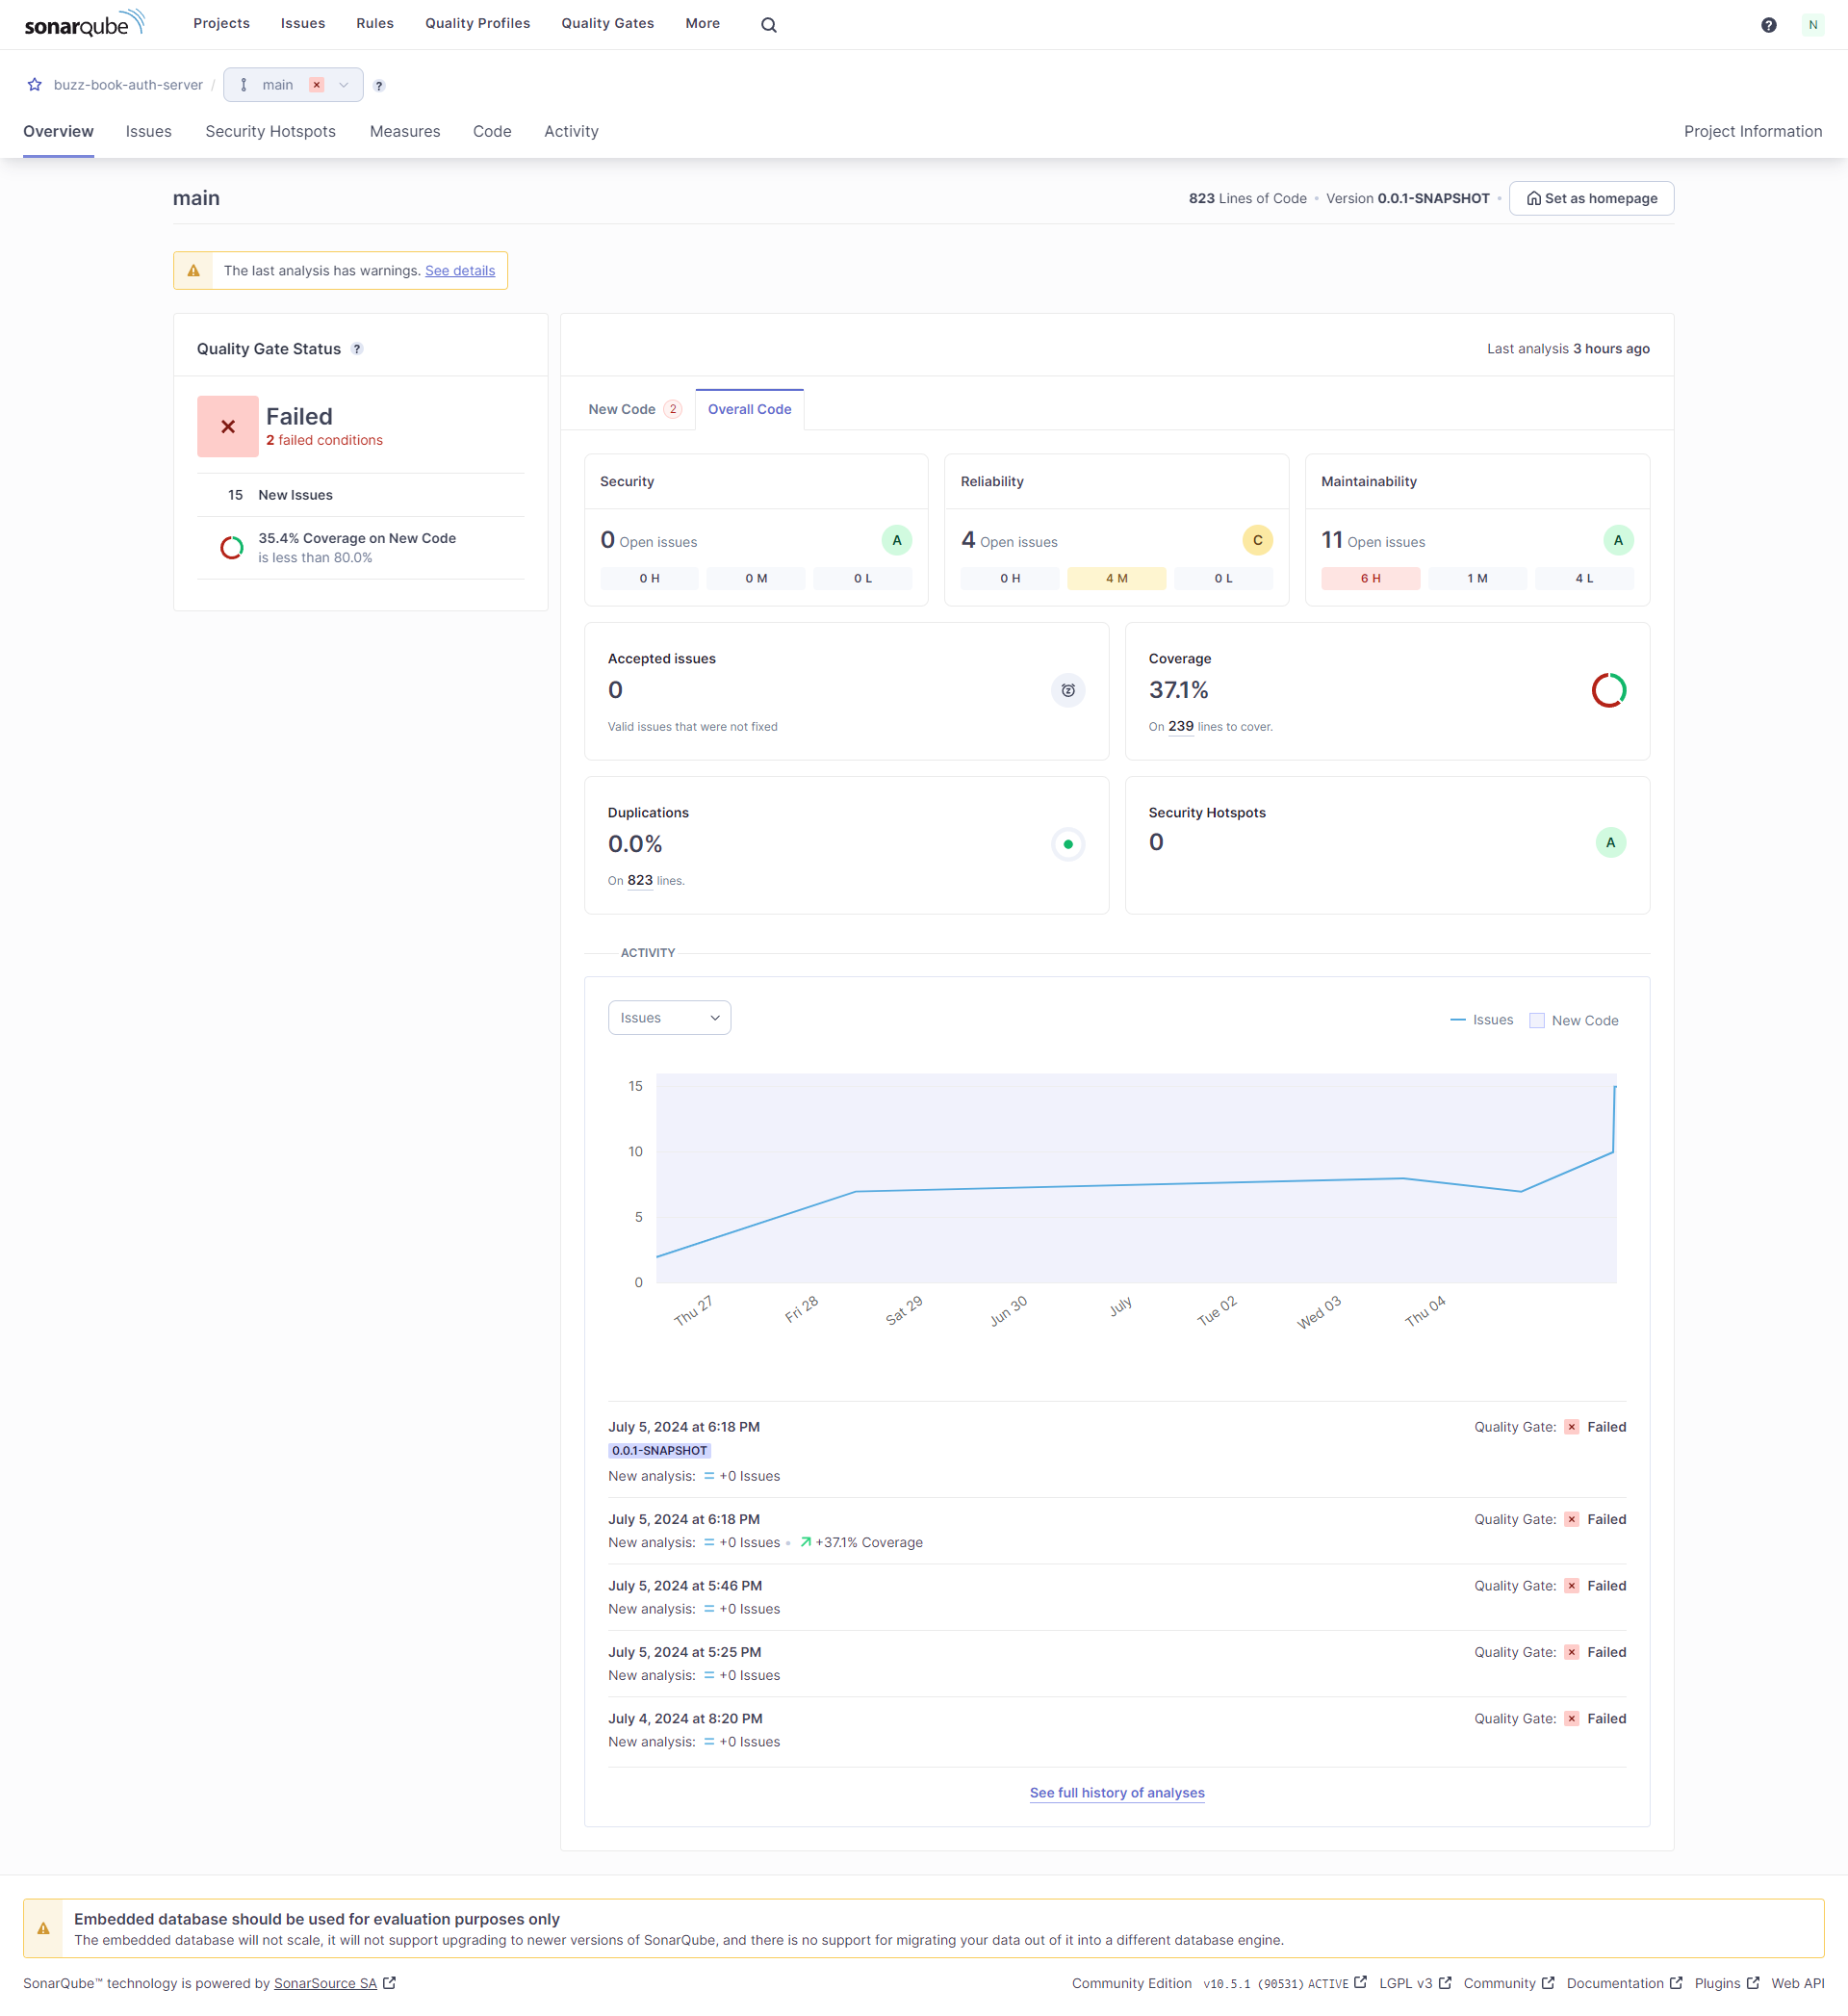 sonarqube Projects Issues Rules Quality Profiles Quality Gates More ? N
buzz-book-auth-server / main ?
Overview Issues Security Hotspots Measures Code Activity Project Information
main 823 Lines of Code • Version 0.0.1-SNAPSHOT • Set as homepage
The last analysis has warnings. See details
Quality Gate Status ?
Failed
2 failed conditions
15 New Issues
35.4% Coverage on New Code
is less than 80.0%
Last analysis 3 hours ago
New Code 2 Overall Code
Security
0 Open issues A
0 H 0 M 0 L
Reliability
4 Open issues C
0 H 4 M 0 L
Maintainability
11 Open issues A
6 H 1 M 4 L
Accepted issues
0
Valid issues that were not fixed
Coverage
37.1%
On 239 lines to cover.
Duplications
0.0%
On 823 lines.
Security Hotspots
0 A
ACTIVITY
Issues
Issues New Code
15
10
5
0
Thu 27 Fri 28 Sat 29 Jun 30 July Tue 02 Wed 03 Thu 04
July 5, 2024 at 6:18 PM Quality Gate: Failed
0.0.1-SNAPSHOT
New analysis: = +0 Issues
July 5, 2024 at 6:18 PM Quality Gate: Failed
New analysis: = +0 Issues • +37.1% Coverage
July 5, 2024 at 5:46 PM Quality Gate: Failed
New analysis: = +0 Issues
July 5, 2024 at 5:25 PM Quality Gate: Failed
New analysis: = +0 Issues
July 4, 2024 at 8:20 PM Quality Gate: Failed
New analysis: = +0 Issues
See full history of analyses
Embedded database should be used for evaluation purposes only
The embedded database will not scale, it will not support upgrading to newer versions of SonarQube, and there is no support for migrating your data out of it into a different database engine.
SonarQube™ technology is powered by SonarSource SA Community Edition v10.5.1 (90531) ACTIVE LGPL v3 Community Documentation Plugins Web API